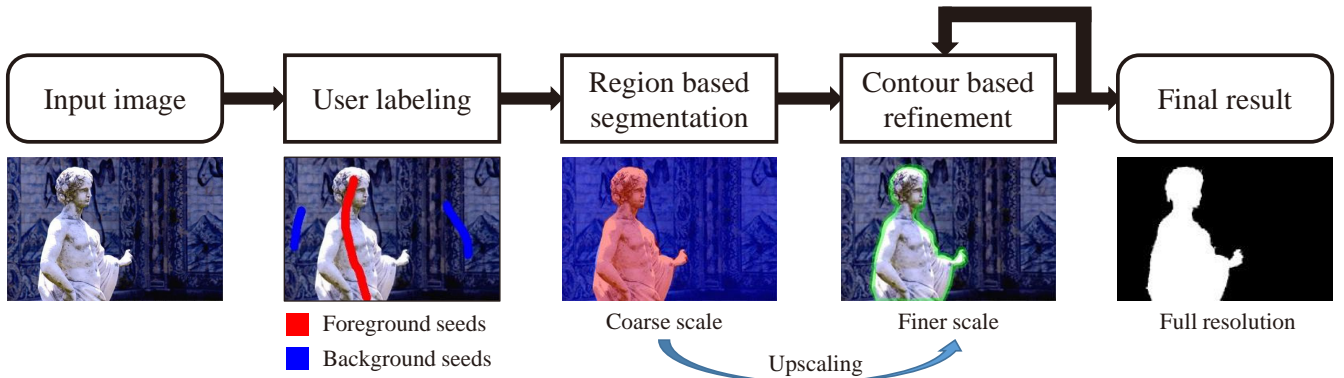 Input image
User labeling
Region based
segmentation
Contour based
refinement
Final result
Foreground seeds
Background seeds
Coarse scale
Finer scale
Full resolution
Upscaling